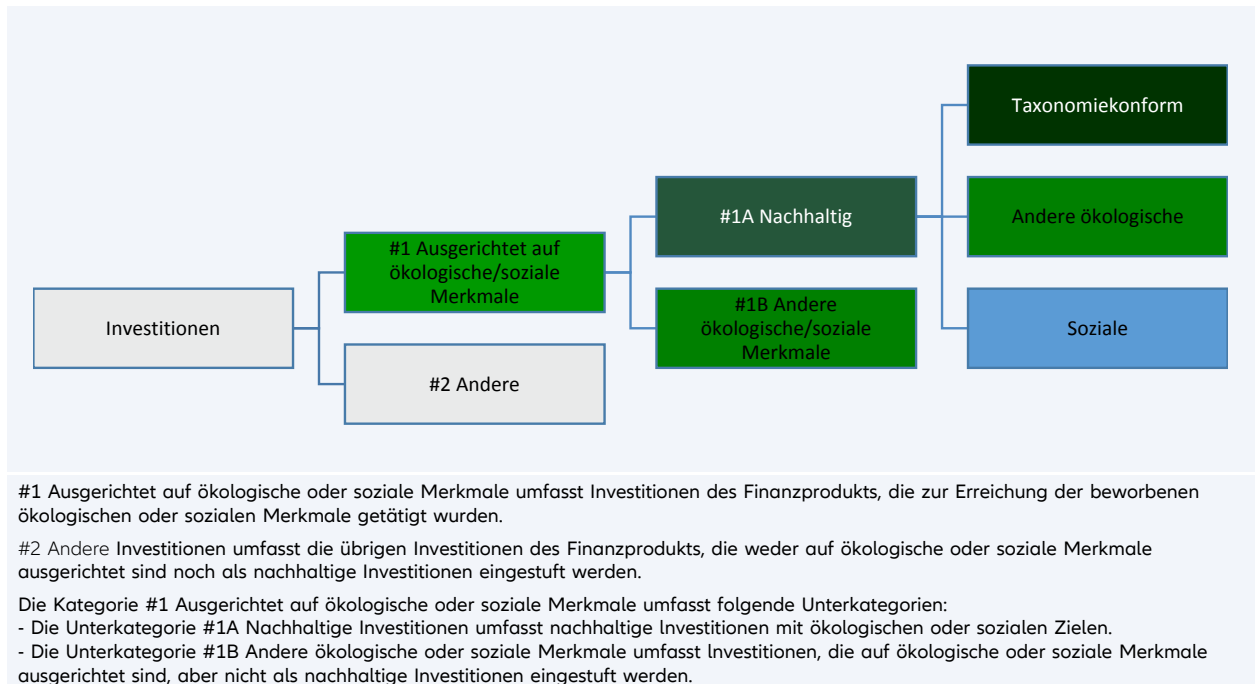 Taxonomiekonform
#1A Nachhaltig
Andere ökologische
#1 Ausgerichtet auf
ökologische/soziale
Merkmale
#1B Andere
ökologische/soziale
Merkmale
Investitionen
Soziale
#2 Andere
#1 Ausgerichtet auf ökologische oder soziale Merkmale umfasst Investitionen des Finanzprodukts, die zur Erreichung der beworbenen
ökologischen oder sozialen Merkmale getätigt wurden.
#2 Andere Investitionen umfasst die übrigen Investitionen des Finanzprodukts, die weder auf ökologische oder soziale Merkmale
ausgerichtet sind noch als nachhaltige Investitionen eingestuft werden.
Die Kategorie #1 Ausgerichtet auf ökologische oder soziale Merkmale umfasst folgende Unterkategorien:
- Die Unterkategorie #1A Nachhaltige Investitionen umfasst nachhaltige lnvestitionen mit ökologischen oder sozialen Zielen.
- Die Unterkategorie #1B Andere ökologische oder soziale Merkmale umfasst lnvestitionen, die auf ökologische oder soziale Merkmale
ausgerichtet sind, aber nicht als nachhaltige Investitionen eingestuft werden.